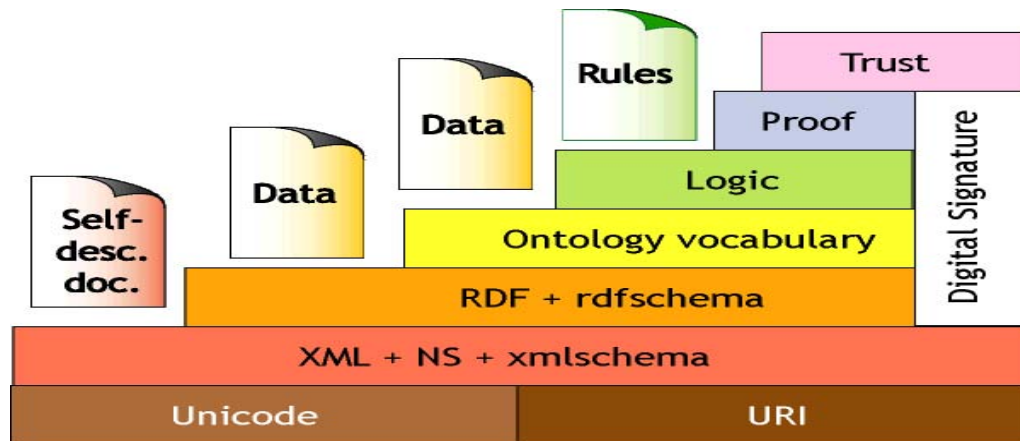 Rules
Trust
Data
Proof
Data
Logic
Self-
desc.
doc.
Ontology vocabulary
Digital Signature
RDF + rdfschema
XML + NS + xmlschema
Unicode
URI